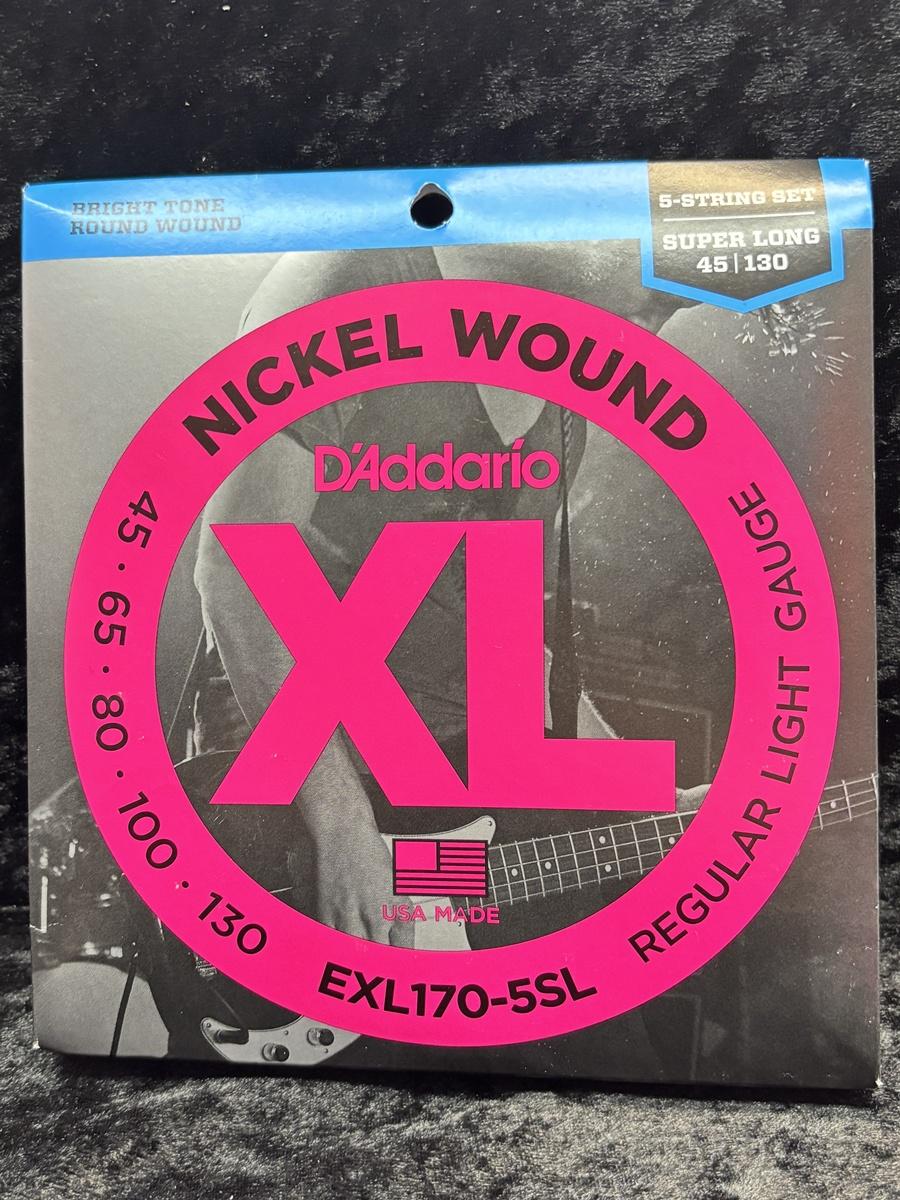 BRIGHT TONE
ROUND WOUND
5-STRING SET
SUPER LONG
45|130
NICKEL WOUND
D'Addario
XL
45 · 65 · 80 · 100 · 130
REGULAR LIGHT GAUGE
USA MADE
EXL170-5SL